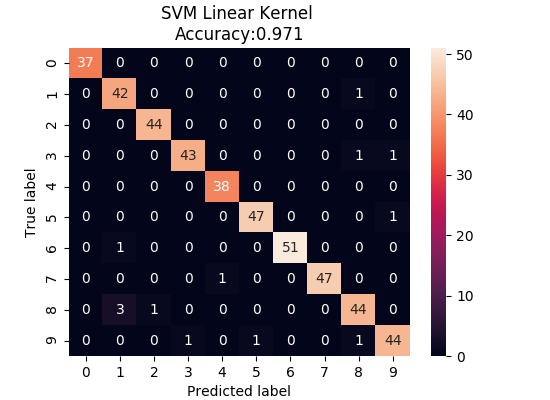 SVM Linear Kernel
Accuracy:0.971
0 37 0 0 0 0 0 0 0 0 0
1 0 42 0 0 0 0 0 0 1 0
2 0 0 44 0 0 0 0 0 0 0
3 0 0 0 43 0 0 0 0 1 1
4 0 0 0 0 38 0 0 0 0 0
5 0 0 0 0 0 47 0 0 0 1
6 0 1 0 0 0 0 51 0 0 0
7 0 0 0 0 1 0 0 47 0 0
8 0 3 1 0 0 0 0 0 44 0
9 0 0 0 1 0 1 0 0 1 44
0 1 2 3 4 5 6 7 8 9
Predicted label
True label
50
40
30
20
10
0